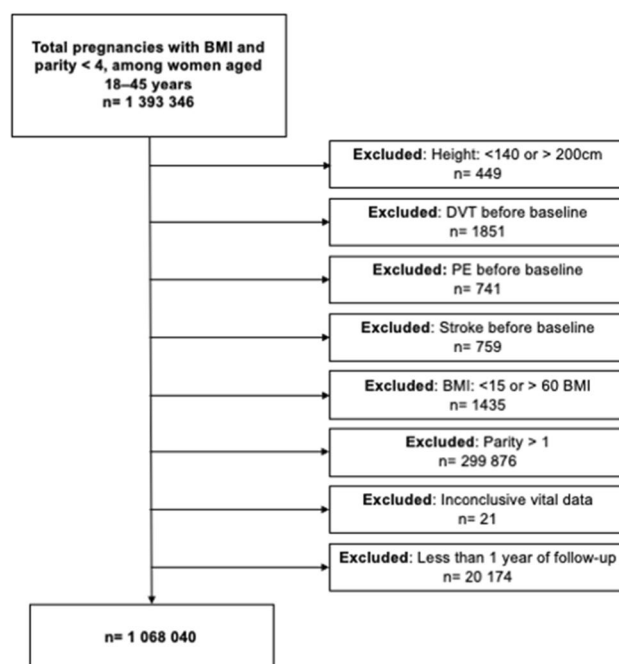 Total pregnancies with BMI and
parity < 4, among women aged
18–45 years
n= 1 393 346
Excluded: Height: <140 or > 200cm
n= 449
Excluded: DVT before baseline
n= 1851
Excluded: PE before baseline
n= 741
Excluded: Stroke before baseline
n= 759
Excluded: BMI: <15 or > 60 BMI
n= 1435
Excluded: Parity > 1
n= 299 876
Excluded: Inconclusive vital data
n= 21
Excluded: Less than 1 year of follow-up
n= 20 174
n= 1 068 040